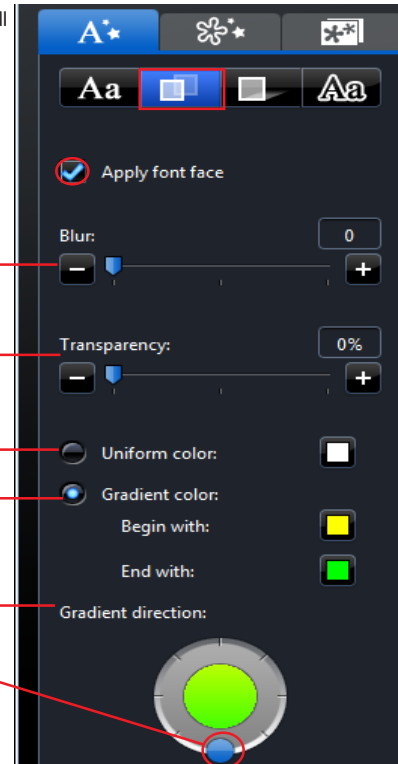 ll
A
Aa Aa
Apply font face
Blur: 0
Transparency: 0%
Uniform color:
Gradient color:
Begin with:
End with:
Gradient direction: